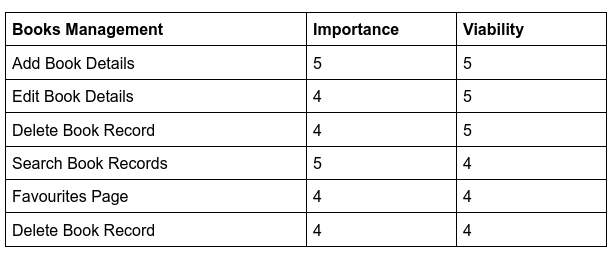 Books Management Importance Viability
Add Book Details 5 5
Edit Book Details 4 5
Delete Book Record 4 5
Search Book Records 5 4
Favourites Page 4 4
Delete Book Record 4 4